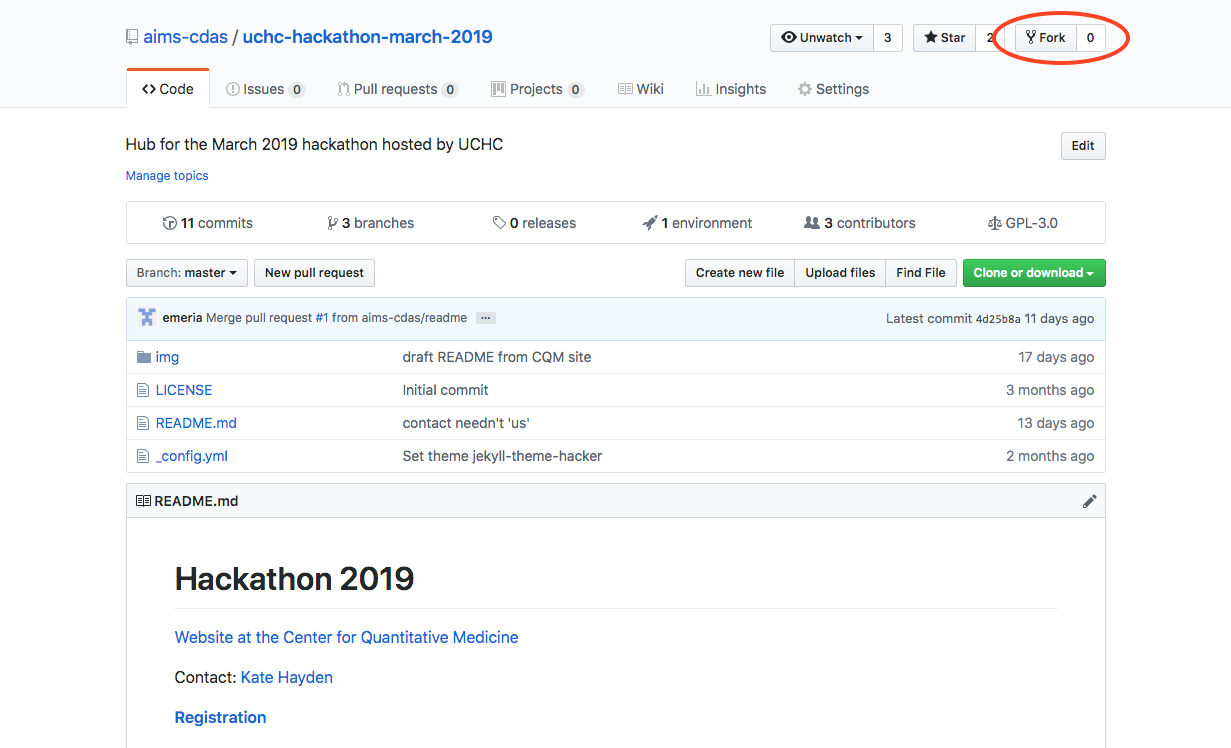 aims-cdas / uchc-hackathon-march-2019 Unwatch 3 Star 2 Fork 0
Code Issues 0 Pull requests 0 Projects 0 Wiki Insights Settings
Hub for the March 2019 hackathon hosted by UCHC Edit
Manage topics
11 commits 3 branches 0 releases 1 environment 3 contributors GPL-3.0
Branch: master New pull request Create new file Upload files Find File Clone or download
emeria Merge pull request #1 from aims-cdas/readme ... Latest commit 4d25b8a 11 days ago
img draft README from CQM site 17 days ago
LICENSE Initial commit 3 months ago
README.md contact needn't 'us' 13 days ago
_config.yml Set theme jekyll-theme-hacker 2 months ago
README.md
Hackathon 2019
Website at the Center for Quantitative Medicine
Contact: Kate Hayden
Registration